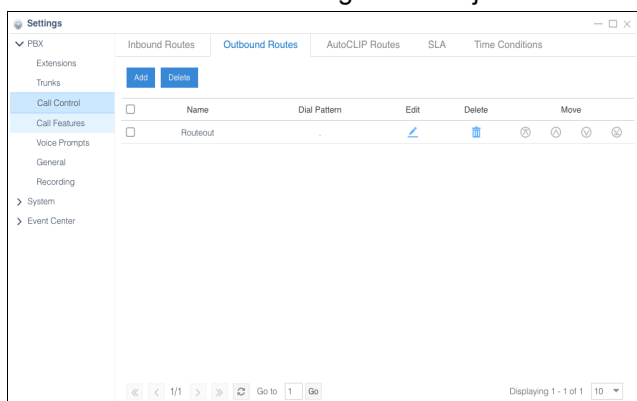 Settings
PBX
Extensions
Trunks
Call Control
Call Features
Voice Prompts
General
Recording
System
Event Center
Inbound Routes Outbound Routes AutoCLIP Routes SLA Time Conditions
Add Delete
Name Dial Pattern Edit Delete Move
Routeout .
1/1 Go to 1 Go Displaying 1 - 1 of 1 10